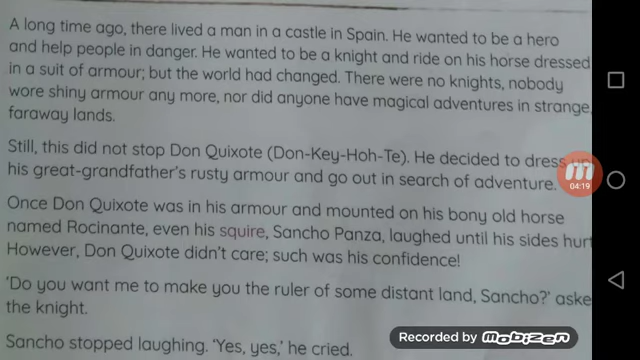 A long time ago, there lived a man in a castle in Spain. He wanted to be a hero
and help people in danger. He wanted to be a knight and ride on his horse dressed
in a suit of armour; but the world had changed. There were no knights, nobody
wore shiny armour any more, nor did anyone have magical adventures in strange,
faraway lands.
Still, this did not stop Don Quixote (Don-Key-Hoh-Te). He decided to dress up
his great-grandfather's rusty armour and go out in search of adventure.
04:19
Once Don Quixote was in his armour and mounted on his bony old horse
named Rocinante, even his squire, Sancho Panza, laughed until his sides hurt
However, Don Quixote didn't care; such was his confidence!
'Do you want me to make you the ruler of some distant land, Sancho?' aske
the knight.
Sancho stopped laughing. 'Yes, yes,' he cried.
Recorded by Mobizen